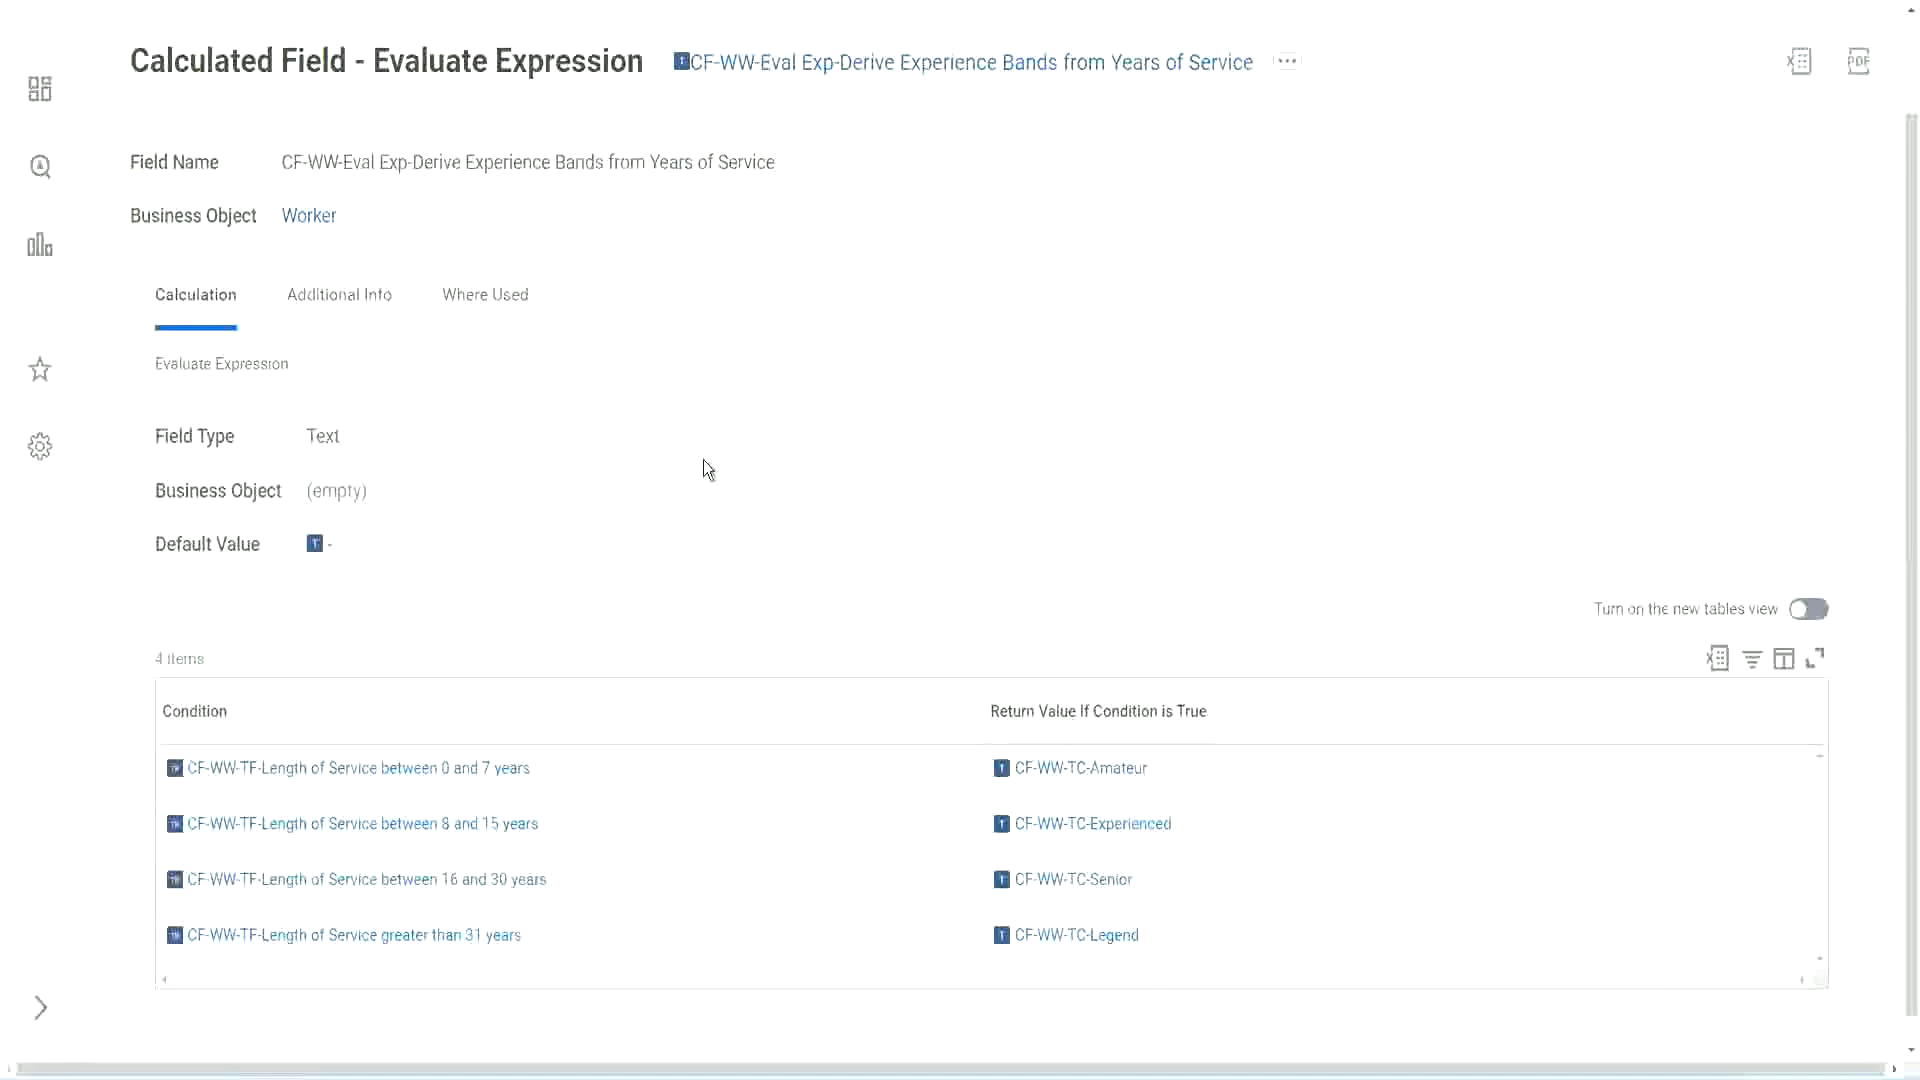 Calculated Field - Evaluate Expression CF-WW-Eval Exp-Derive Experience Bands from Years of Service ···
PDF
Field Name CF-WW-Eval Exp-Derive Experience Bands from Years of Service
Business Object Worker
Calculation Additional Info Where Used
Evaluate Expression
Field Type Text
Business Object (empty)
Default Value T -
Turn on the new tables view
4 items
Condition Return Value If Condition is True
CF-WW-TF-Length of Service between 0 and 7 years T CF-WW-TC-Amateur
CF-WW-TF-Length of Service between 8 and 15 years T CF-WW-TC-Experienced
CF-WW-TF-Length of Service between 16 and 30 years T CF-WW-TC-Senior
CF-WW-TF-Length of Service greater than 31 years T CF-WW-TC-Legend